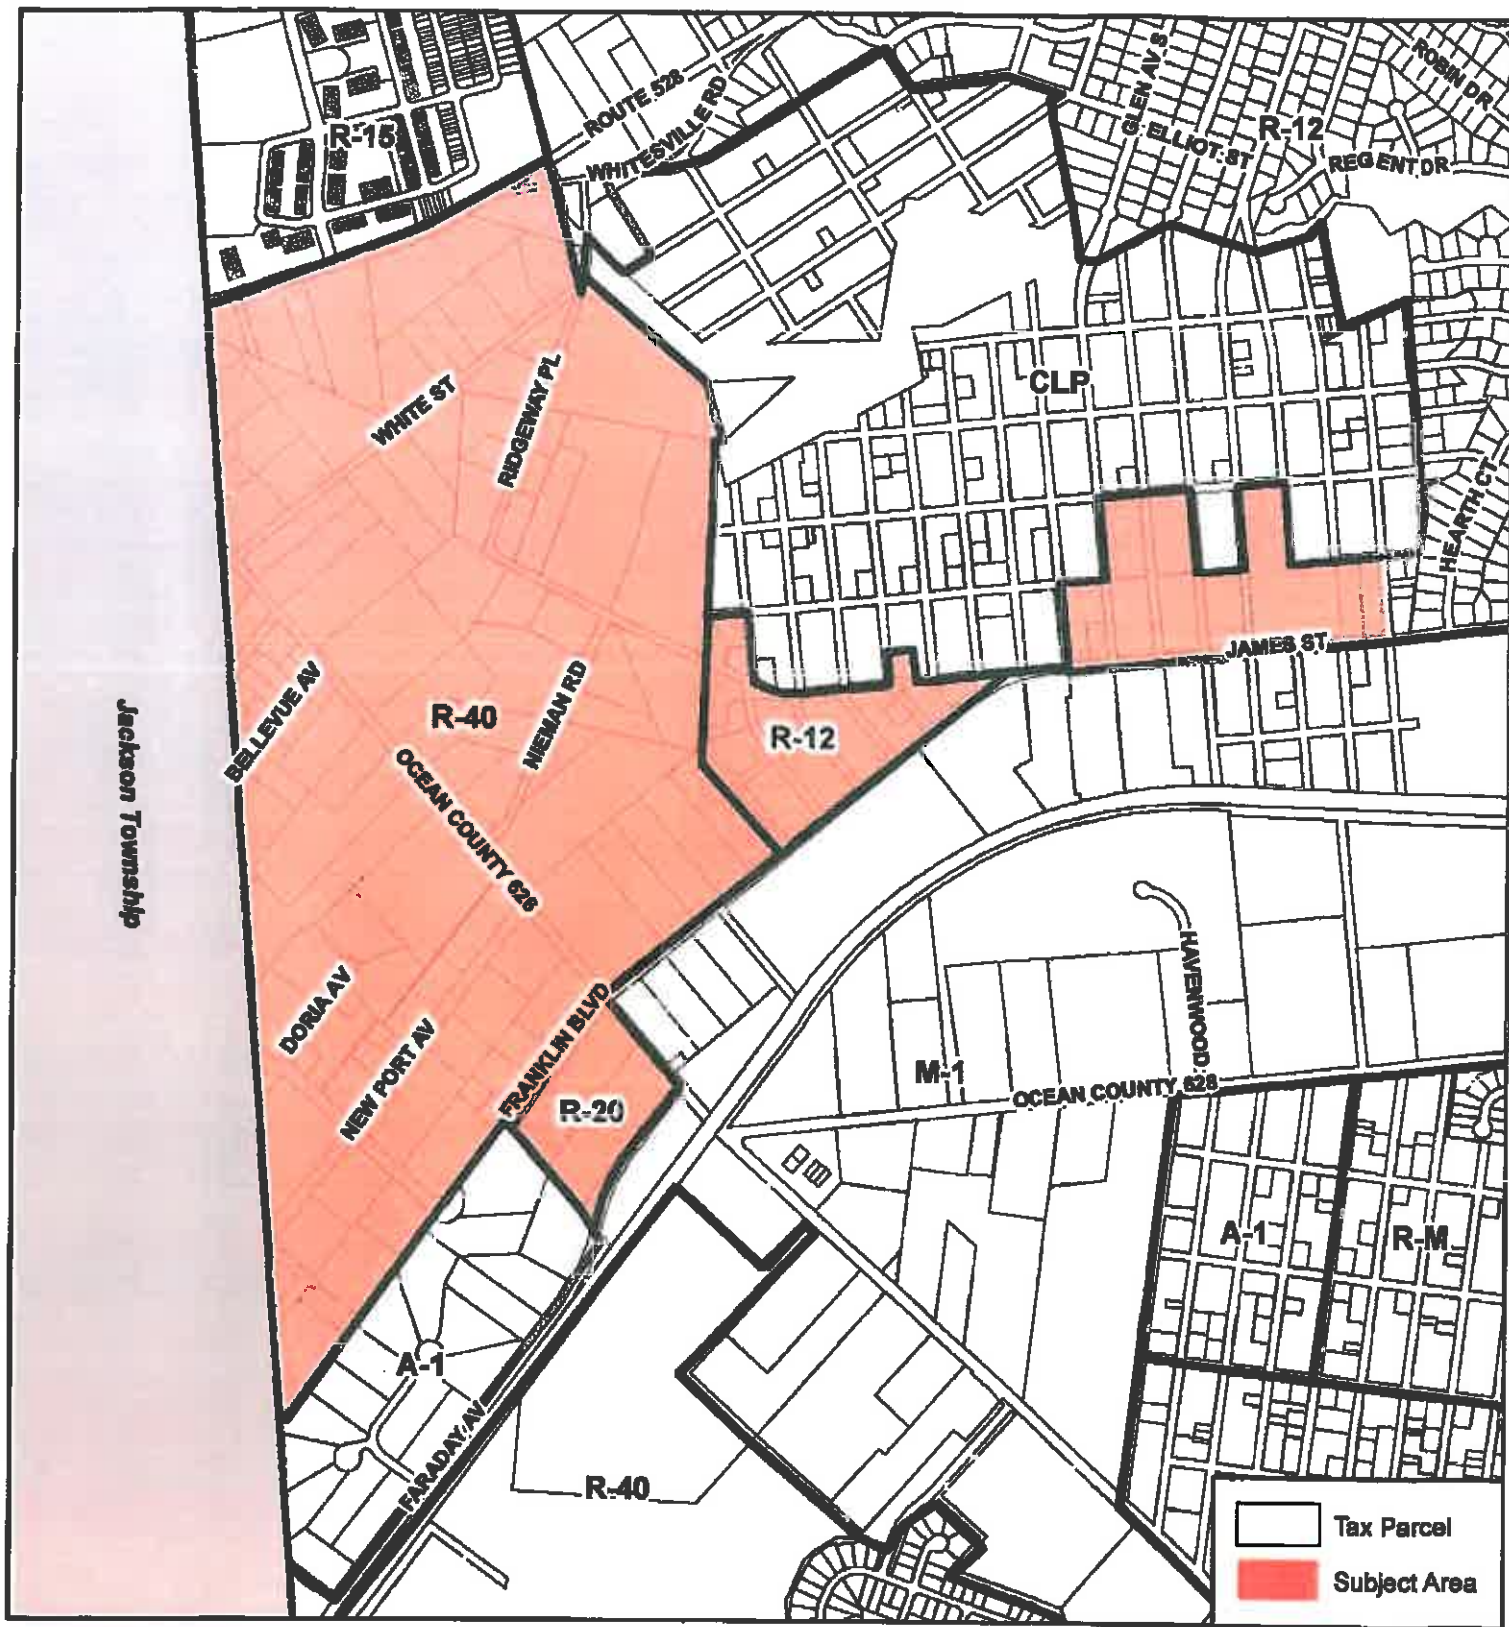 ROBIN DR
GLEN AV S
ROUTE 528
R-15
R-12
ELLIOT ST
WHITESVILLE RD
REGENT DR
CLP
WHITE ST
RIDGEWAY PL
HEARTH CT
JAMES ST
BELLEVUE AV
R-40
NIEMAN RD
R-12
Jackson Township
OCEAN COUNTY 626
HAVENWOOD
DORIA AV
NEW PORT AV
FRANKLIN BLVD
M-1
OCEAN COUNTY 528
R-20
A-1
R-M
A-1
FARADAY AV
R-40
Tax Parcel
Subject Area